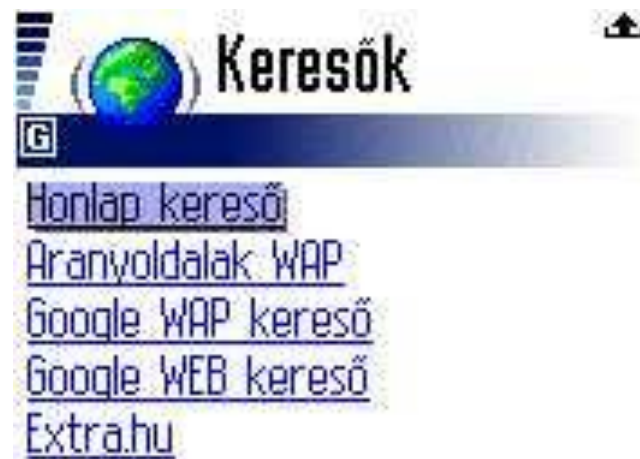 Keresők
G
Honlap kereső
Aranyoldalak WAP
Google WAP kereső
Google WEB kereső
Extra.hu